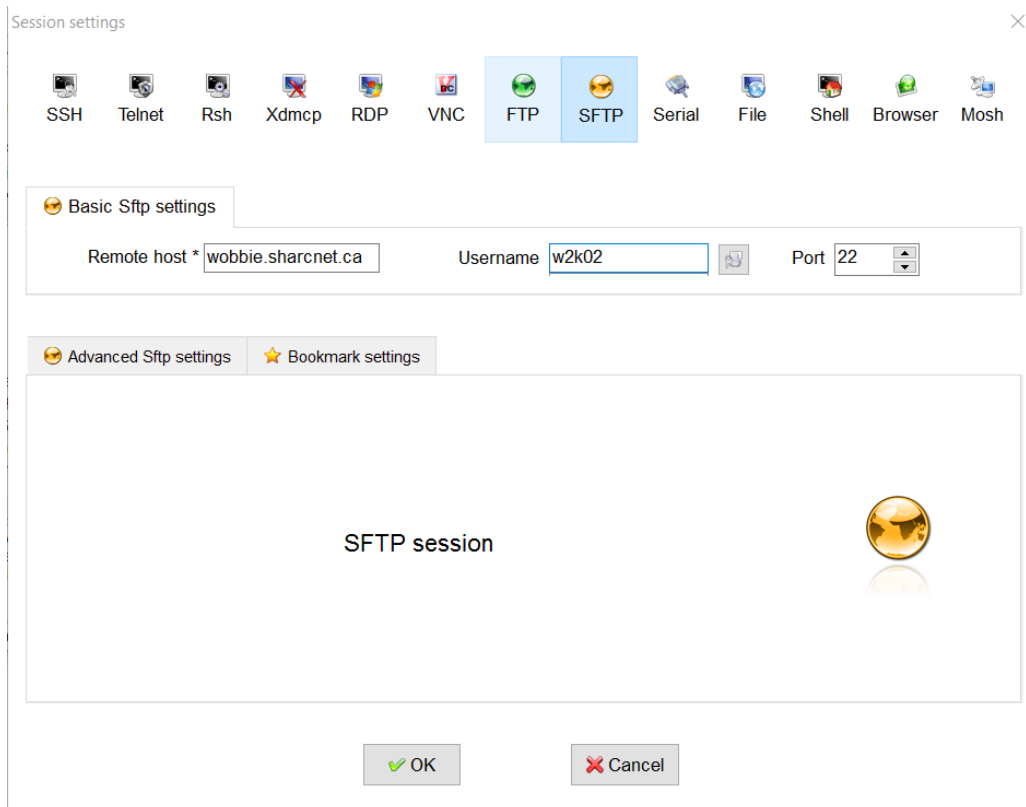 Session settings
SSH Telnet Rsh Xdmcp RDP VNC FTP SFTP Serial File Shell Browser Mosh
Basic Sftp settings
Remote host * wobbie.sharcnet.ca Username w2k02 Port 22
Advanced Sftp settings Bookmark settings
SFTP session
OK Cancel